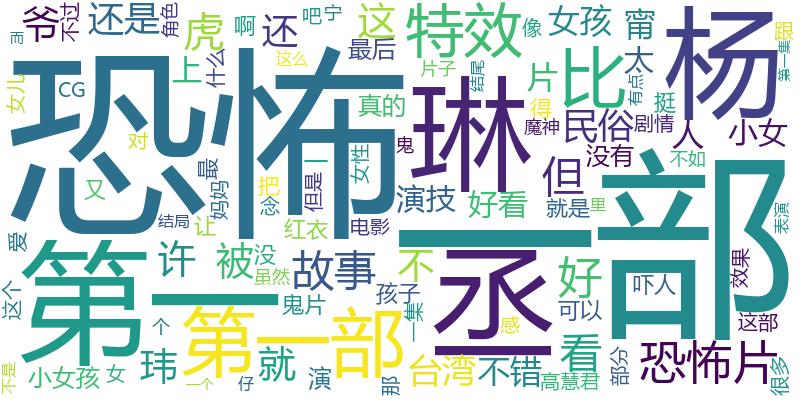 恐怖
一部
第一
第一部
杨
丞
琳
特效
比
恐怖片
民俗
故事
许
被
玮
就
好
看
不
但
台湾
不错
演技
好看
还是
虎
爷
还
这
女孩
甯
太
片
人
小女
上
啊
吧
宁
最后
像
角色
不过
什么
CG
女儿
真的
片子
结尾
这么
得
魔神
鬼
剧情
挺
有点
跟
第一集
没有
不如
就是
里
表演
效果
吓人
可以
这部
很多
部分
高慧君
感
一集
孩子
电影
红衣
但是
念
把
女性
一
妈妈
最
对
又
让
结局
爱
这个
没
虽然
鬼片
个
小女孩
女
不是
一个
仔
演
那